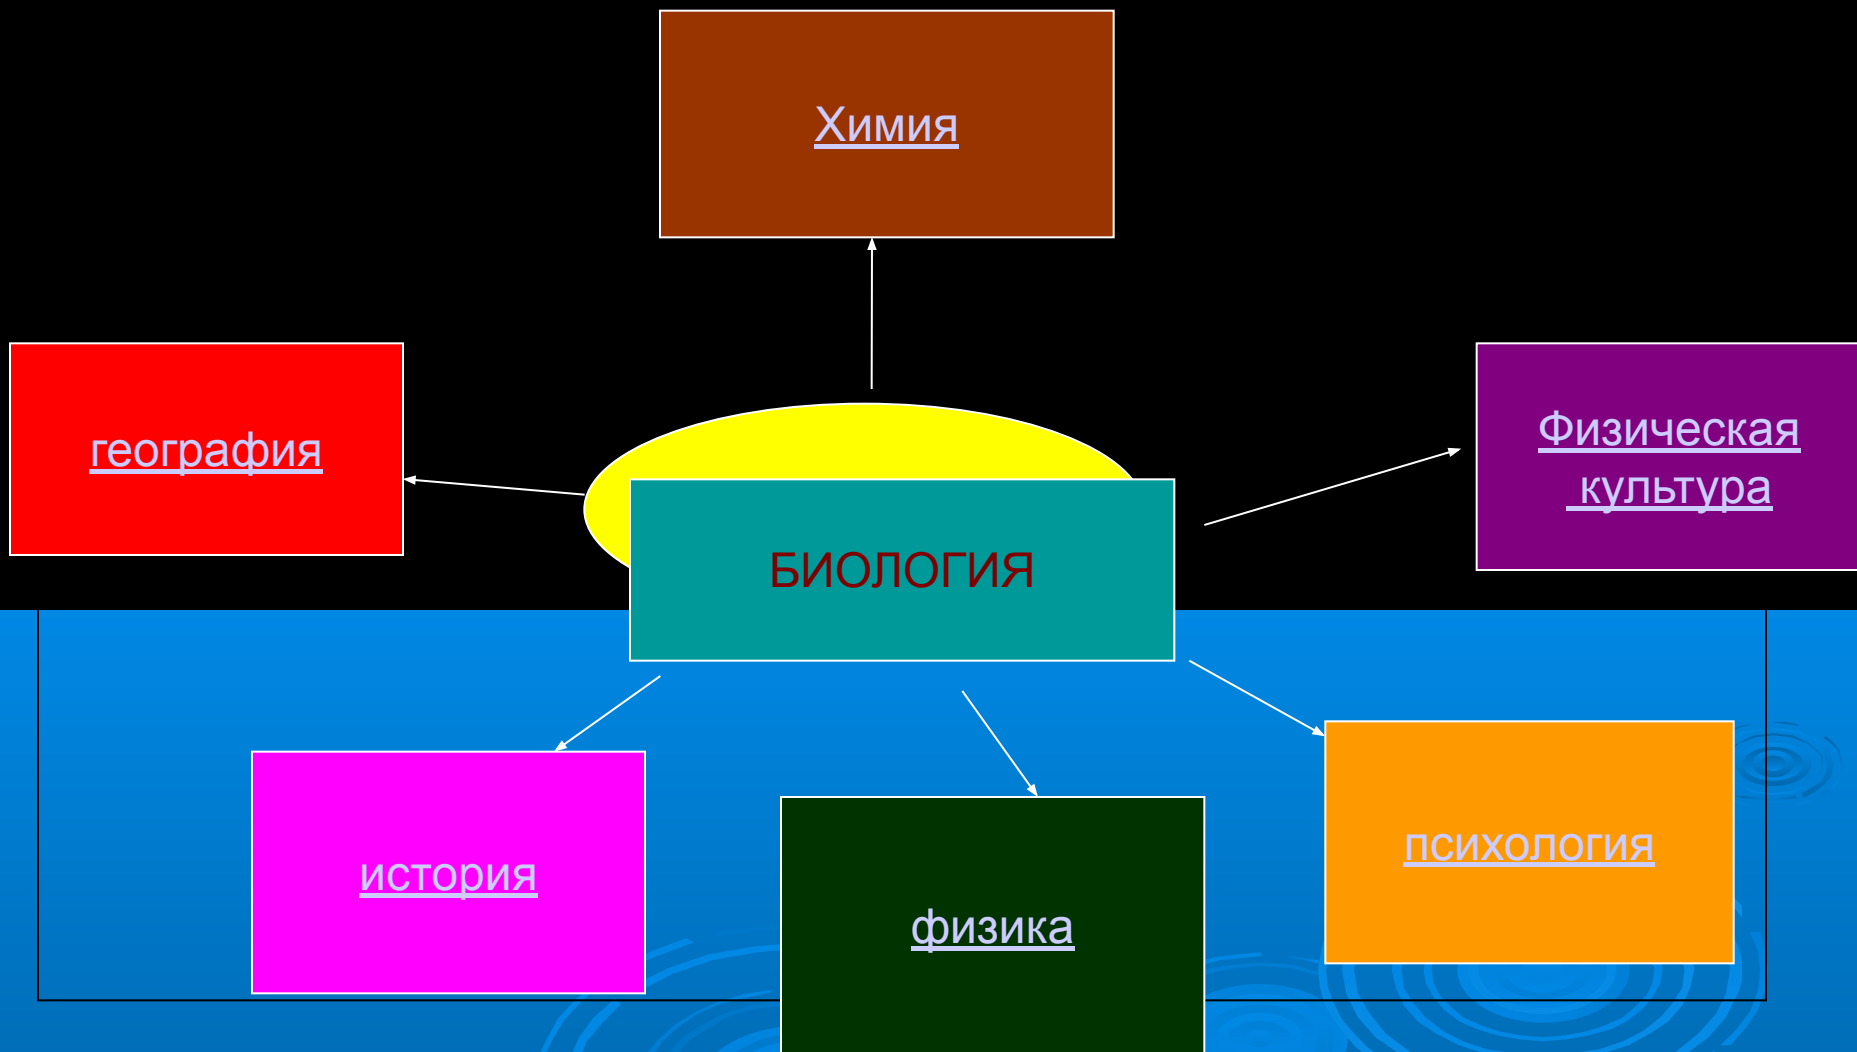 Химия
география
Физическая
культура
БИОЛОГИЯ
история
физика
психология